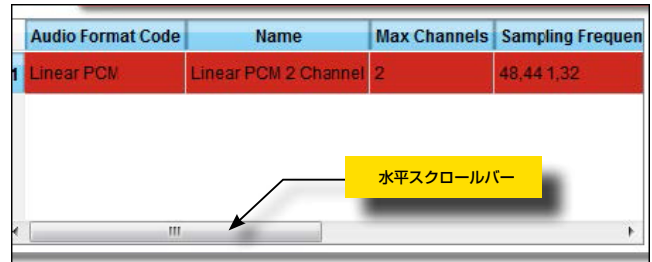 Audio Format Code Name Max Channels Sampling Frequen
1 Linear PCM Linear PCM 2 Channel 2 48,44 1,32
水平スクロールバー